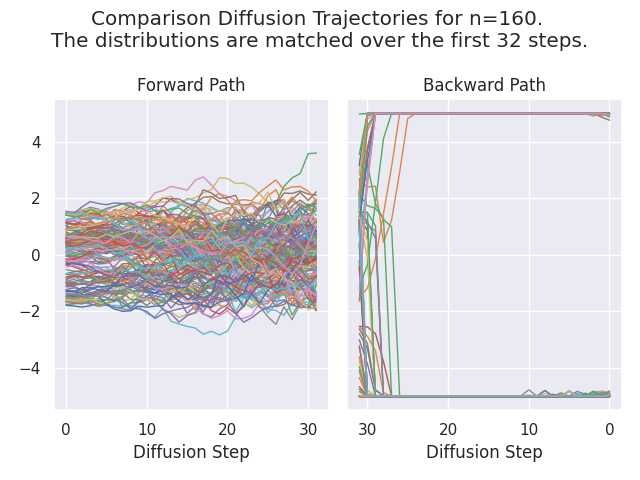 Comparison Diffusion Trajectories for n=160.
The distributions are matched over the first 32 steps.
Forward Path
Backward Path
4
2
0
−2
−4
0 10 20 30
30 20 10 0
Diffusion Step
Diffusion Step